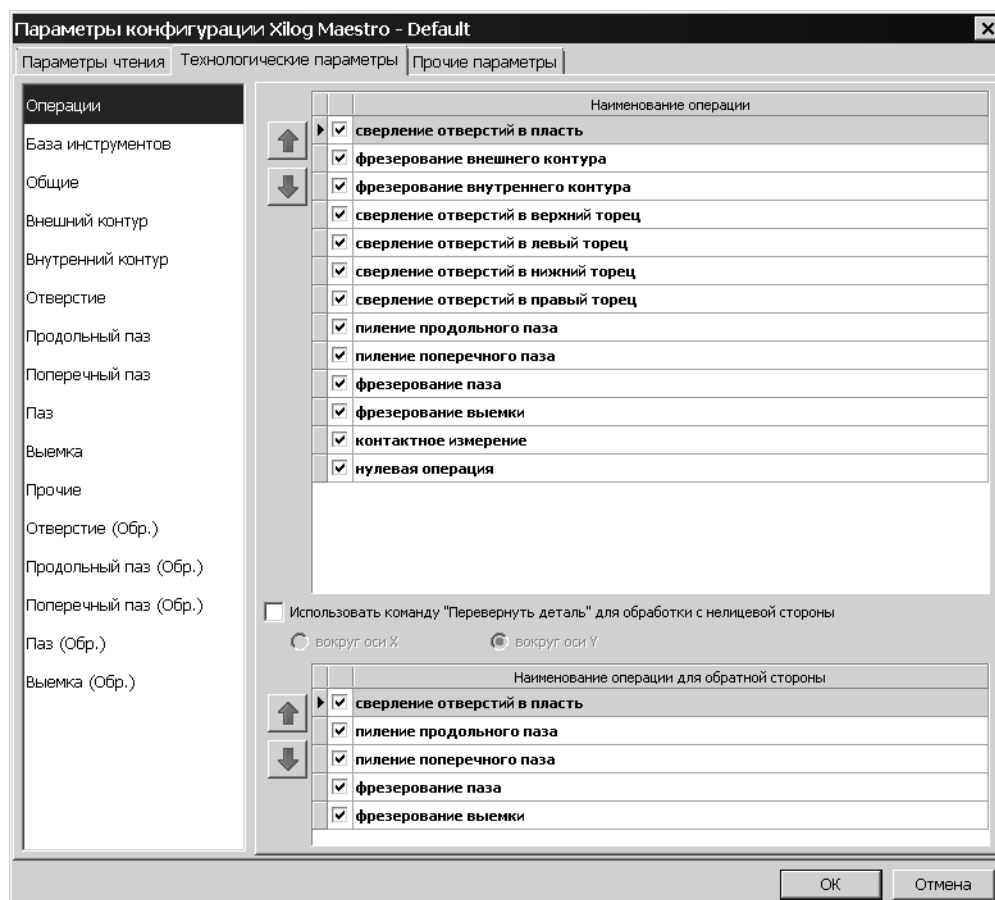 Параметры конфигурации Xilog Maestro - Default
Параметры чтения
Технологические параметры
Прочие параметры
Операции
База инструментов
Общие
Внешний контур
Внутренний контур
Отверстие
Продольный паз
Поперечный паз
Паз
Выемка
Прочие
Отверстие (Обр.)
Продольный паз (Обр.)
Поперечный паз (Обр.)
Паз (Обр.)
Выемка (Обр.)
Наименование операции
сверление отверстий в пласть
фрезерование внешнего контура
фрезерование внутреннего контура
сверление отверстий в верхний торец
сверление отверстий в левый торец
сверление отверстий в нижний торец
сверление отверстий в правый торец
пиление продольного паза
пиление поперечного паза
фрезерование паза
фрезерование выемки
контактное измерение
нулевая операция
Использовать команду "Перевернуть деталь" для обработки с нелицевой стороны
вокруг оси X
вокруг оси Y
Наименование операции для обратной стороны
сверление отверстий в пласть
пиление продольного паза
пиление поперечного паза
фрезерование паза
фрезерование выемки
ОК
Отмена